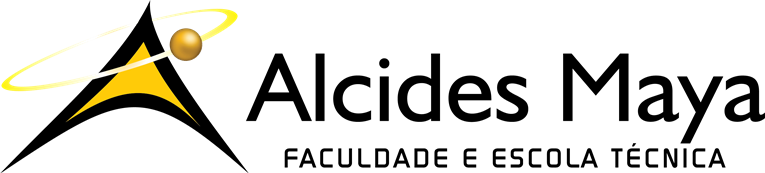 Alcides Maya
FACULDADE E ESCOLA TÉCNICA